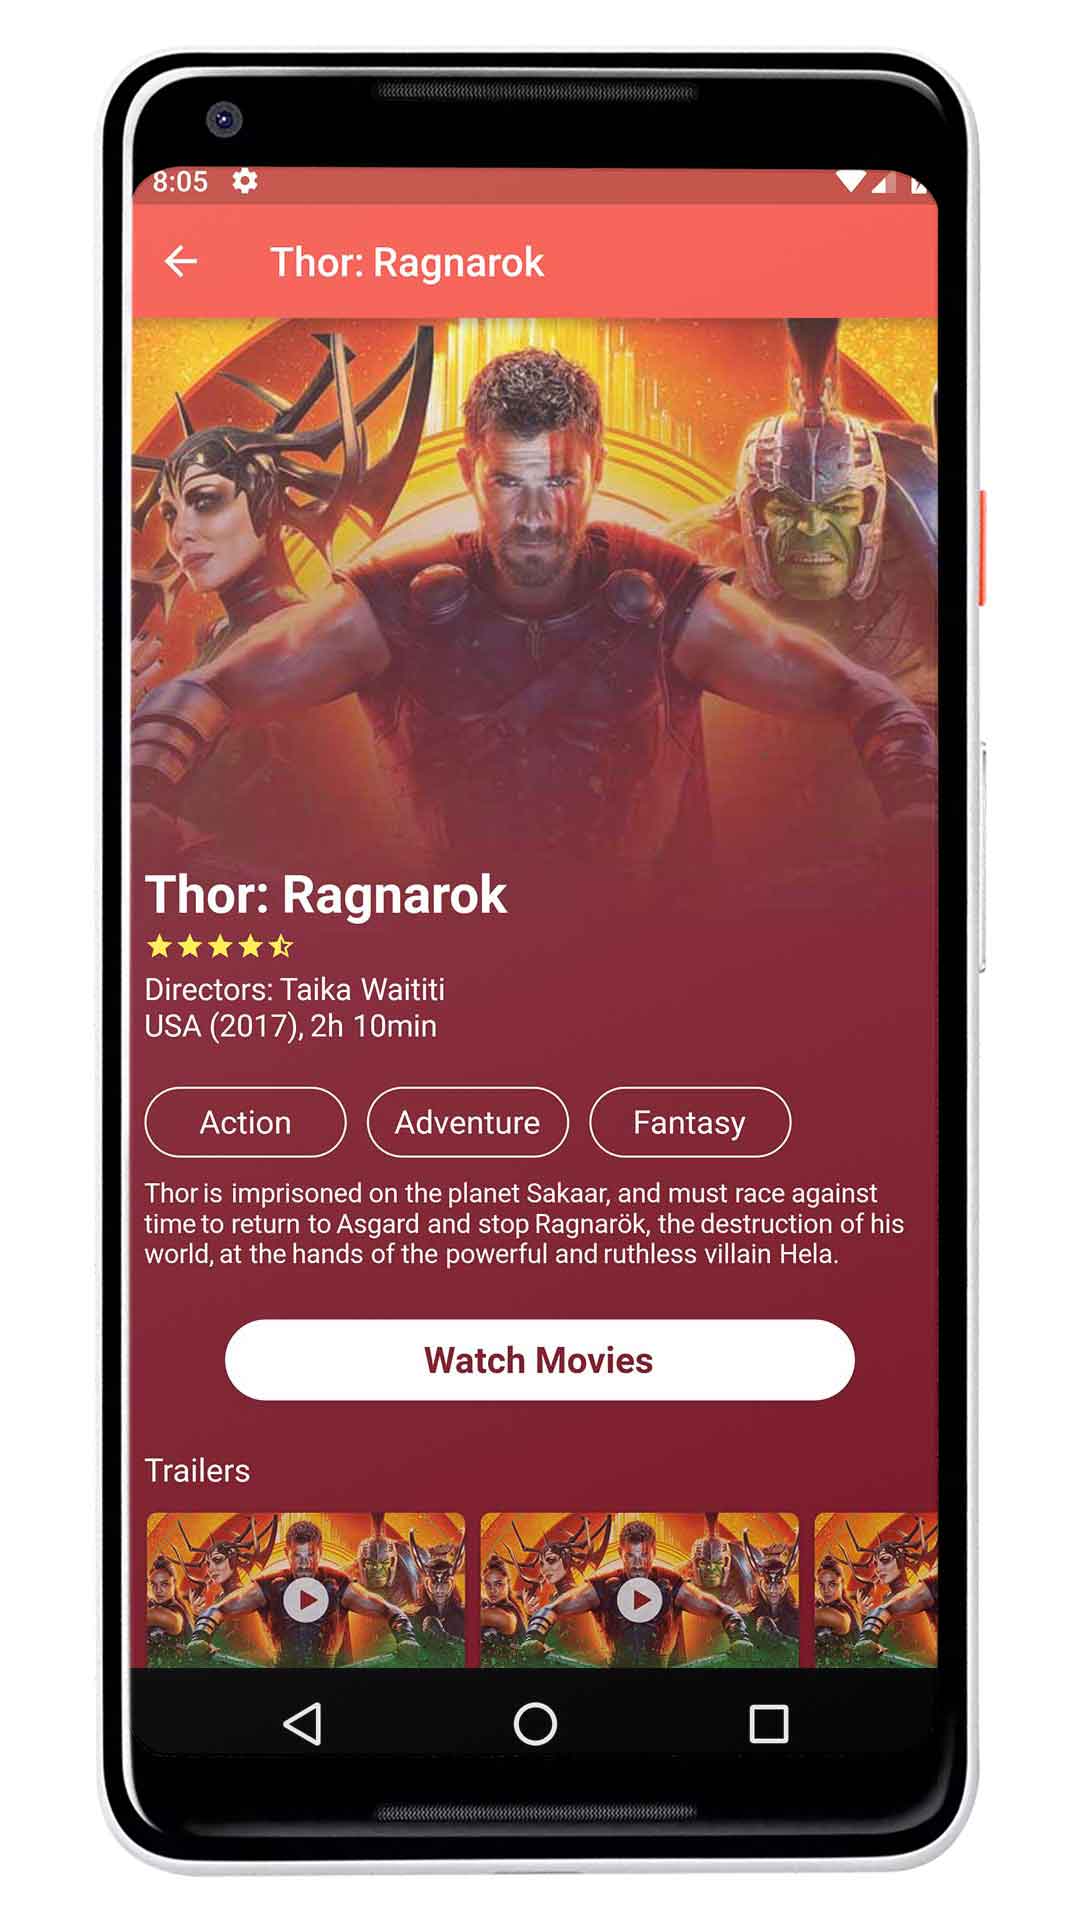 8:05
Thor: Ragnarok
Thor: Ragnarok
Directors: Taika Waititi
USA (2017), 2h 10min
Action Adventure Fantasy
Thor is imprisoned on the planet Sakaar, and must race against
time to return to Asgard and stop Ragnarök, the destruction of his
world, at the hands of the powerful and ruthless villain Hela.
Watch Movies
Trailers